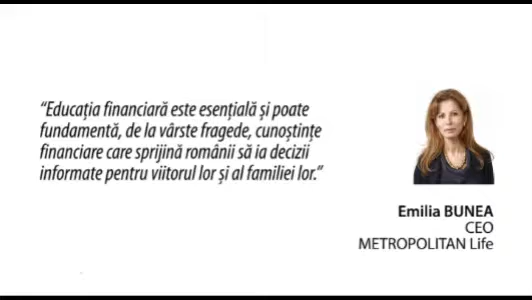 “Educația financiară este esențială și poate
fundamentă, de la vârste fragede, cunoștințe
financiare care sprijină românii să ia decizii
informate pentru viitorul lor și al familiei lor.”
Emilia BUNEA
CEO
METROPOLITAN Life